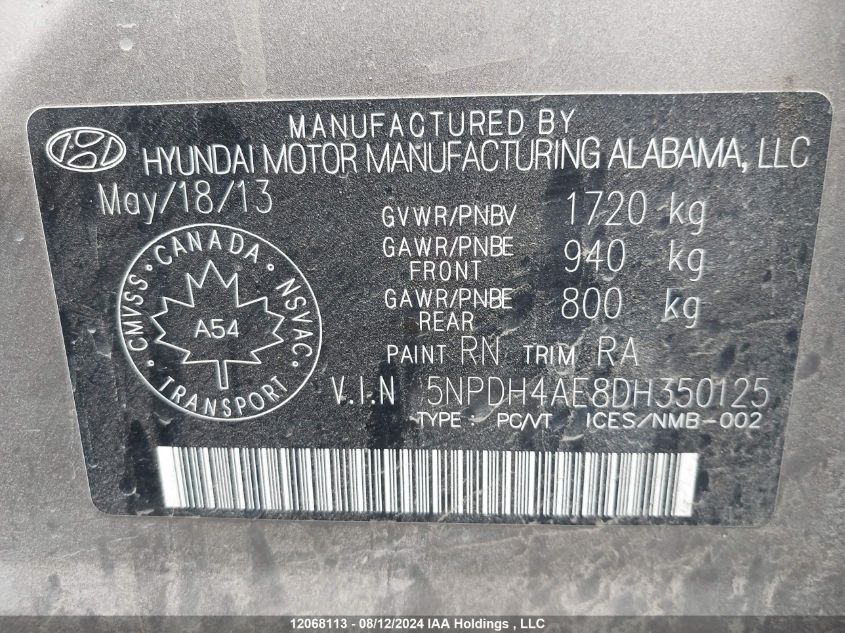 MANUFACTURED BY
HYUNDAI MOTOR MANUFACTURING ALABAMA, LLC
May/18/13
GVWR/PNBV 1720 kg
GAWR/PNBE FRONT 940 kg
GAWR/PNBE REAR 800 kg
PAINT RN TRIM RA
V.I.N 5NPDH4AE8DH350125
TYPE : PC/VT ICES/NMB-002
CMVSS · CANADA · NSVAC ·
TRANSPORT
A54
12068113 - 08/12/2024 IAA Holdings , LLC